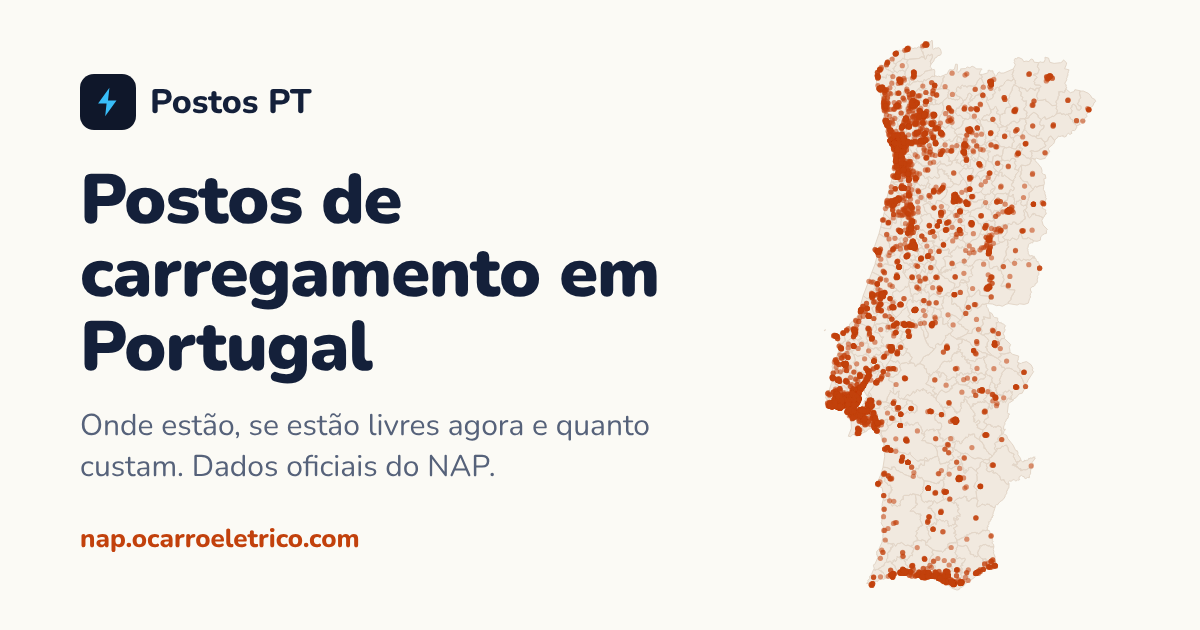 Postos PT
Postos de
carregamento em
Portugal
Onde estão, se estão livres agora e quanto
custam. Dados oficiais do NAP.
nap.ocarroeletrico.com